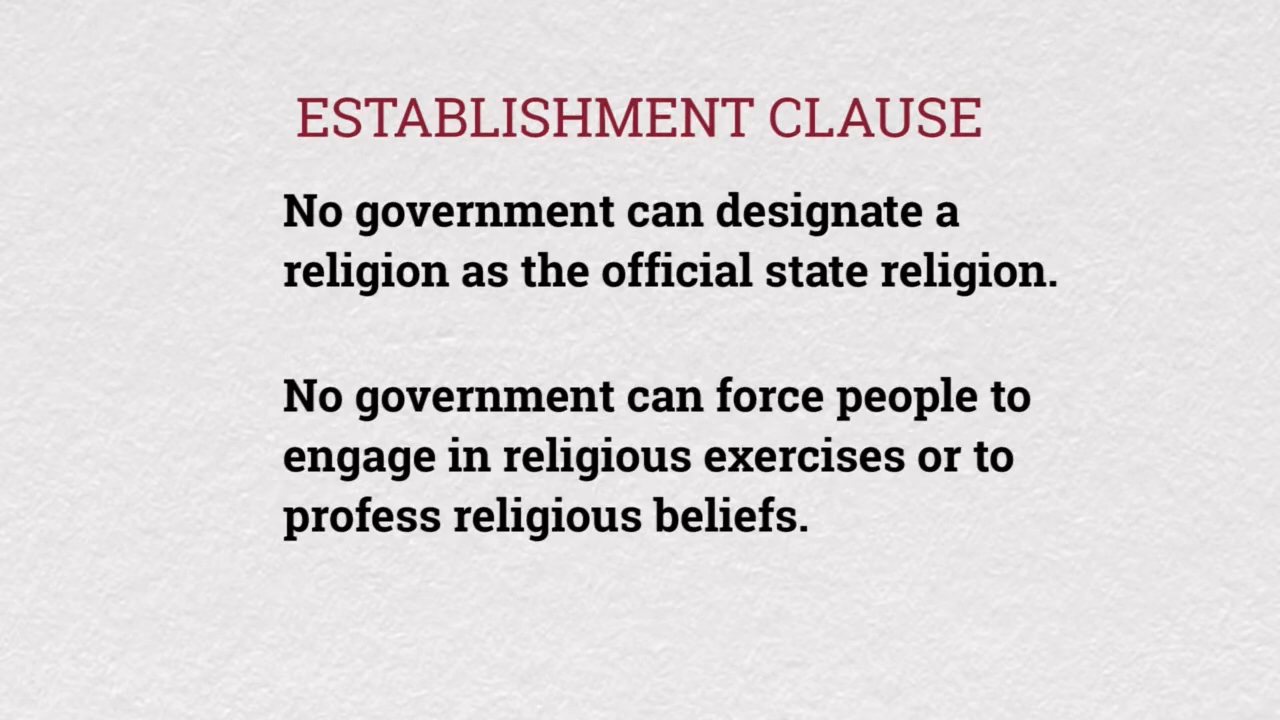 ESTABLISHMENT CLAUSE
No government can designate a
religion as the official state religion.
No government can force people to
engage in religious exercises or to
profess religious beliefs.